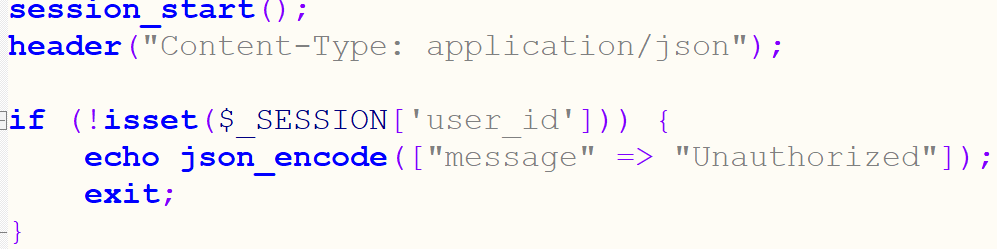 session_start();
header("Content-Type: application/json");
if (!isset($_SESSION['user_id'])) {
    echo json_encode(["message" => "Unauthorized"]);
    exit;
}